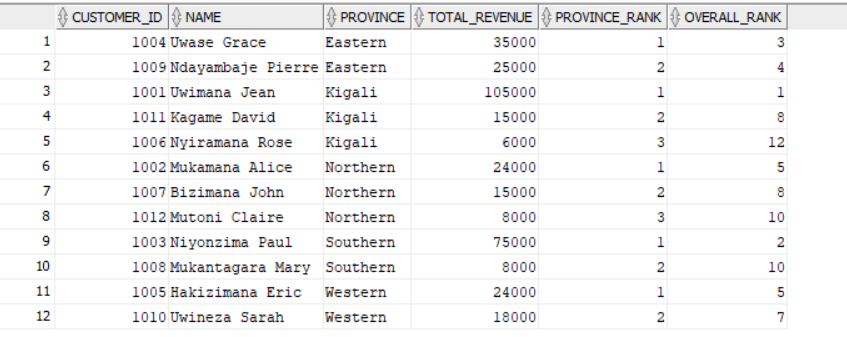 CUSTOMER_ID NAME PROVINCE TOTAL_REVENUE PROVINCE_RANK OVERALL_RANK
1 1004 Uwase Grace Eastern 35000 1 3
2 1009 Ndayambaje Pierre Eastern 25000 2 4
3 1001 Uwimana Jean Kigali 105000 1 1
4 1011 Kagame David Kigali 15000 2 8
5 1006 Nyiramana Rose Kigali 6000 3 12
6 1002 Mukamana Alice Northern 24000 1 5
7 1007 Bizimana John Northern 15000 2 8
8 1012 Mutoni Claire Northern 8000 3 10
9 1003 Niyonzima Paul Southern 75000 1 2
10 1008 Mukantagara Mary Southern 8000 2 10
11 1005 Hakizimana Eric Western 24000 1 5
12 1010 Uwineza Sarah Western 18000 2 7